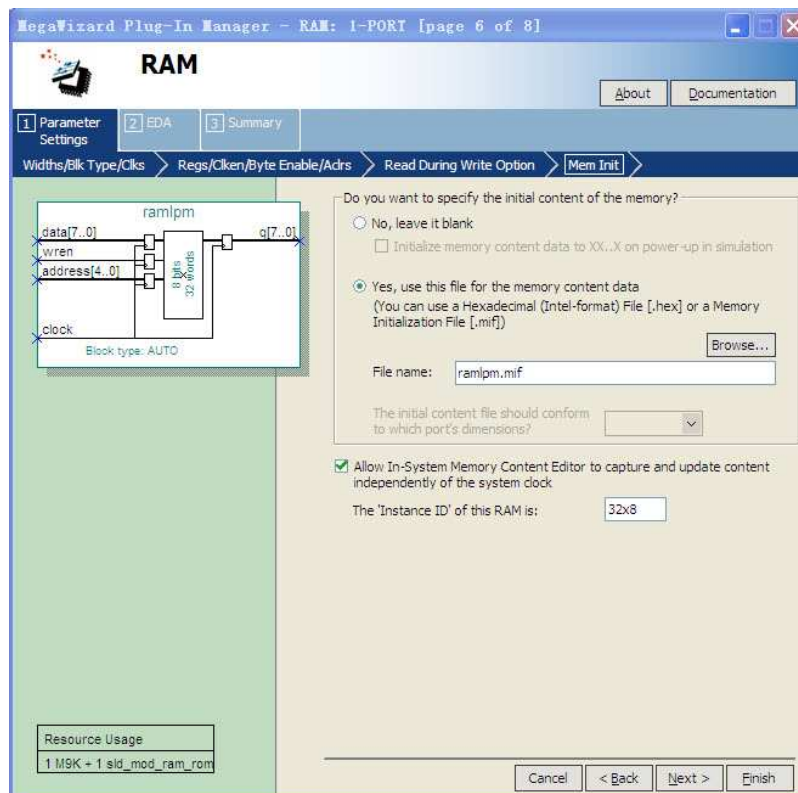 MegaWizard Plug-In Manager - RAM: 1-PORT [page 6 of 8]
RAM
About
Documentation
1 Parameter Settings
2 EDA
3 Summary
Widths/Blk Type/Clks
Regs/Clken/Byte Enable/Aclrs
Read During Write Option
Mem Init
ramlpm
data[7..0]
q[7..0]
wren
address[4..0]
8 bits
32 words
clock
Block type: AUTO
Do you want to specify the initial content of the memory?
No, leave it blank
Initialize memory content data to XX..X on power-up in simulation
Yes, use this file for the memory content data
(You can use a Hexadecimal (Intel-format) File [.hex] or a Memory
Initialization File [.mif])
Browse...
File name:
ramlpm.mif
The initial content file should conform
to which port's dimensions?
Allow In-System Memory Content Editor to capture and update content
independently of the system clock
The 'Instance ID' of this RAM is:
32x8
Resource Usage
1 M9K + 1 sld_mod_ram_rom
Cancel
< Back
Next >
Finish